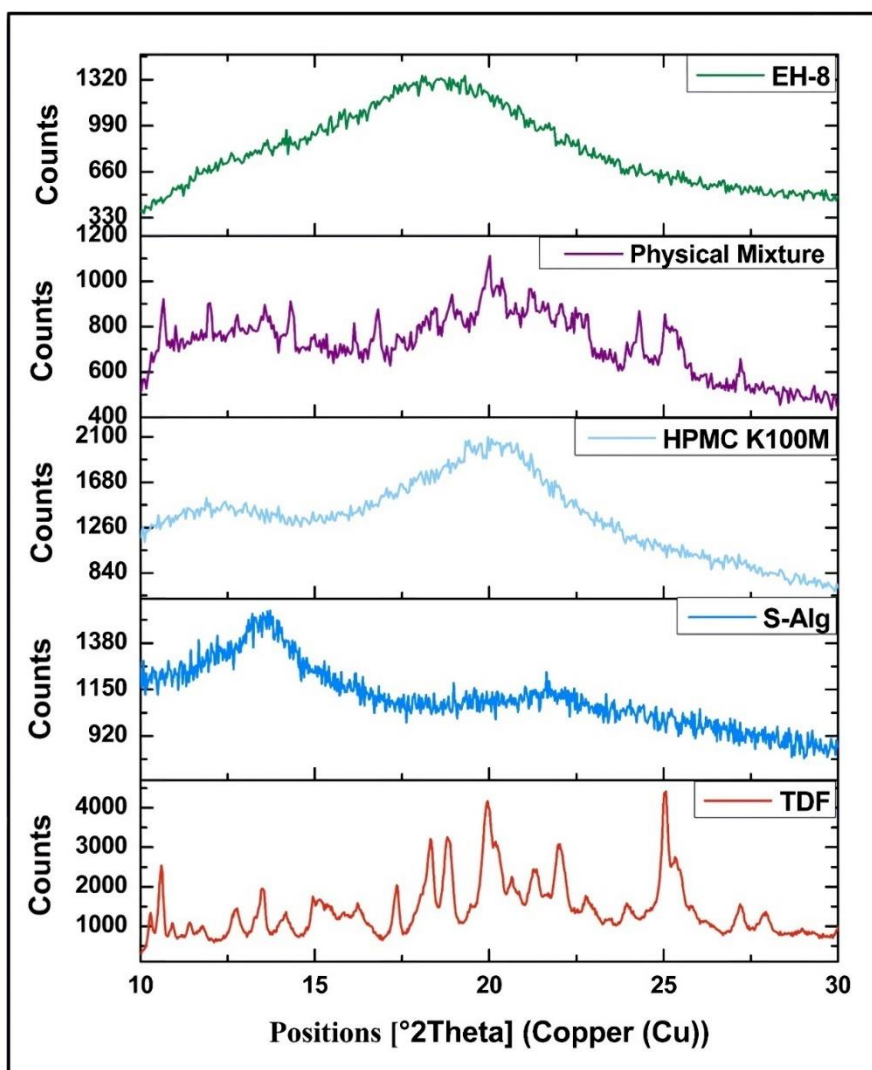 EH-8
1320
990
660
330
Counts
Physical Mixture
1200
1000
800
600
400
Counts
HPMC K100M
2100
1680
1260
840
Counts
S-Alg
1380
1150
920
Counts
TDF
4000
3000
2000
1000
Counts
10 15 20 25 30
Positions [°2Theta] (Copper (Cu))